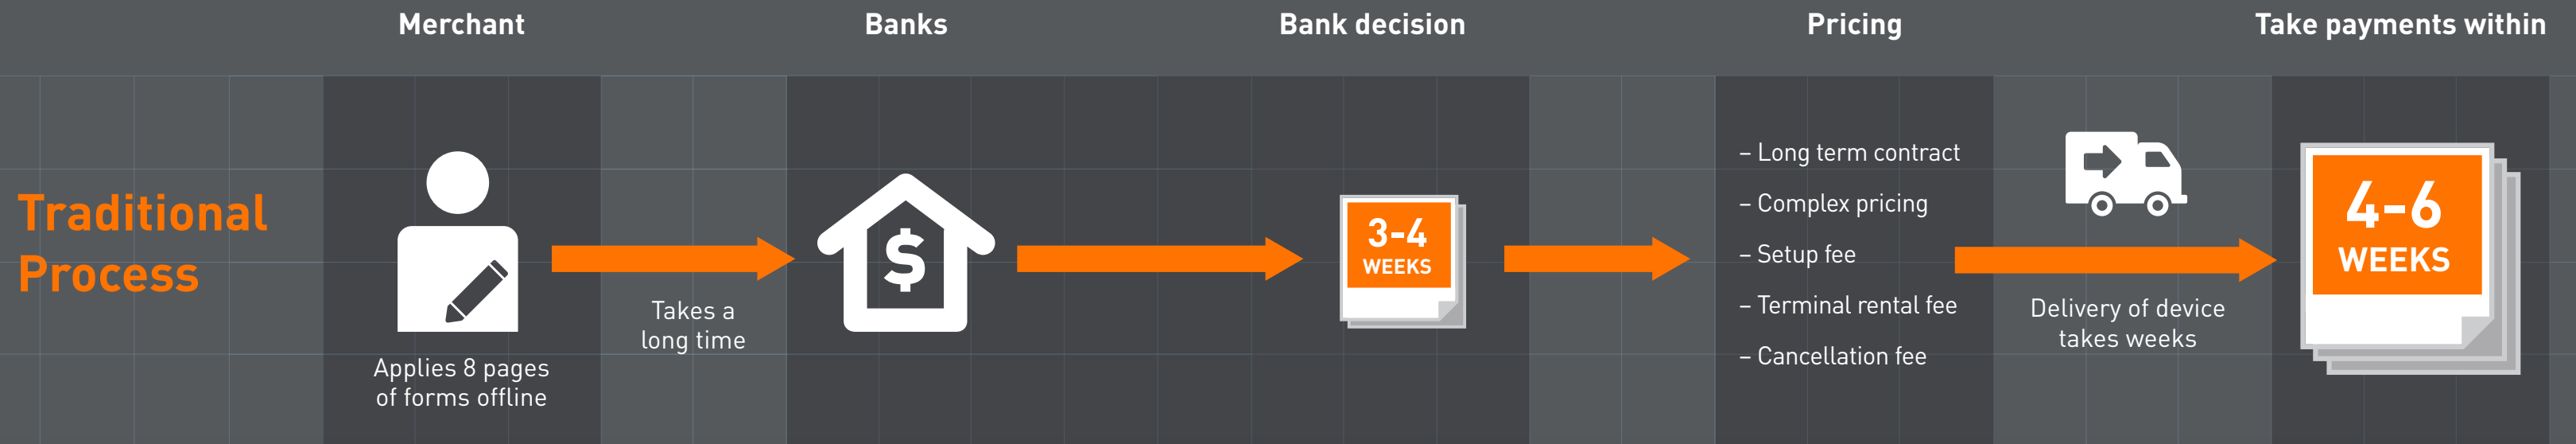 Merchant
Banks
Bank decision
Pricing
Take payments within
Traditional
Process
Applies 8 pages
of forms offline
Takes a
long time
$
3-4
WEEKS
– Long term contract
– Complex pricing
– Setup fee
– Terminal rental fee
– Cancellation fee
Delivery of device
takes weeks
4-6
WEEKS